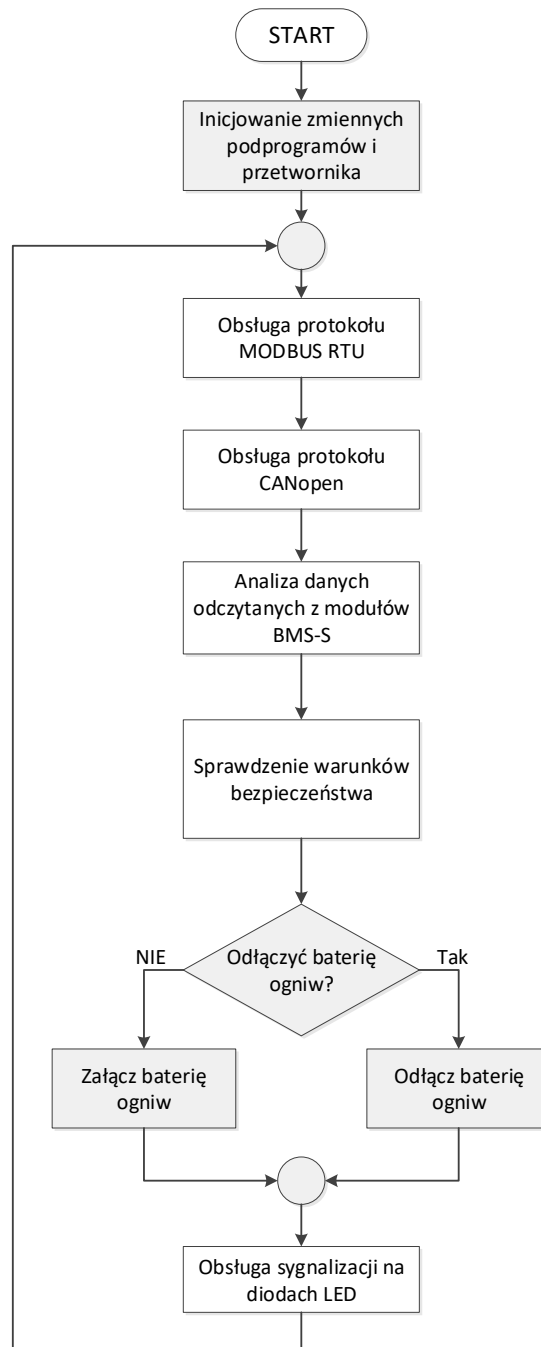 START
Inicjowanie zmiennych
podprogramów i
przetwornika
Obsługa protokołu
MODBUS RTU
Obsługa protokołu
CANopen
Analiza danych
odczytanych z modułów
BMS-S
Sprawdzenie warunków
bezpieczeństwa
NIE
Odłączyć baterię
ogniw?
Tak
Załącz baterię
ogniw
Odłącz baterię
ogniw
Obsługa sygnalizacji na
diodach LED